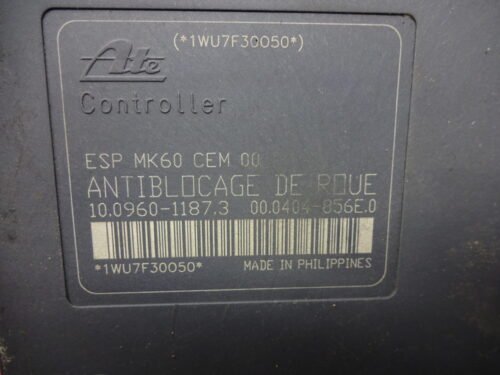 (*1WU7F30050*)
Ate
Controller
ESP MK60 CEM 00
ANTIBLOCAGE DE ROUE
10.0960-1187.3 00.0404-856E.0
*1WU7F30050* MADE IN PHILIPPINES